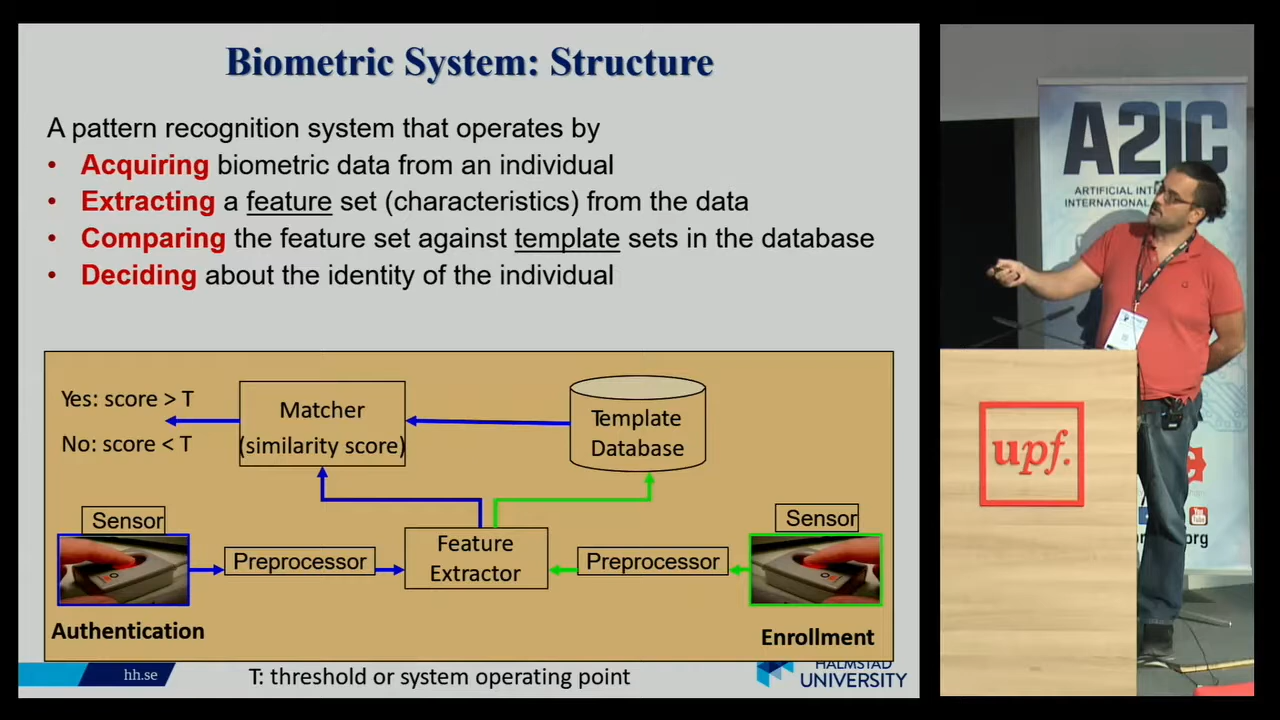 Biometric System: Structure
A pattern recognition system that operates by
• Acquiring biometric data from an individual
• Extracting a feature set (characteristics) from the data
• Comparing the feature set against template sets in the database
• Deciding about the identity of the individual
Yes: score > T
No: score < T
Matcher
(similarity score)
Template
Database
Sensor
Preprocessor
Feature
Extractor
Preprocessor
Sensor
Authentication
Enrollment
hh.se
T: threshold or system operating point
HALMSTAD
UNIVERSITY
A2IC
ARTIFICIAL INT
INTERNATIONAL
upf.
You
Tube
org